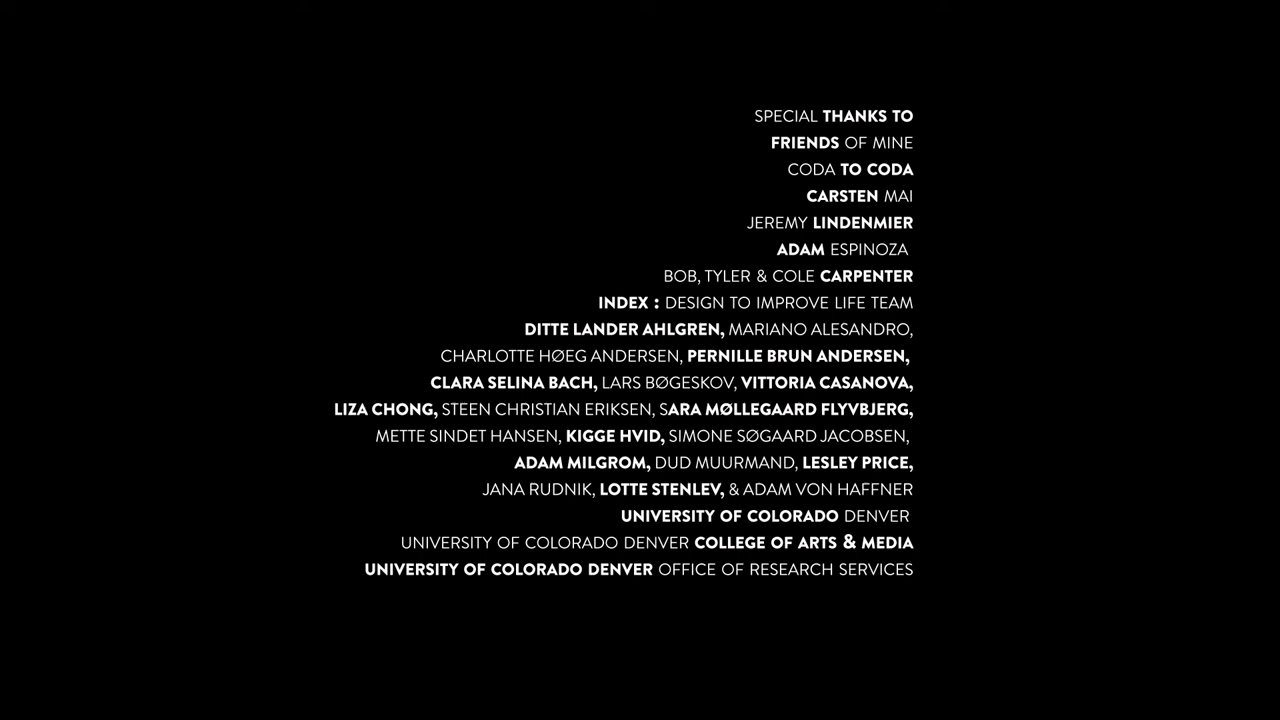 SPECIAL THANKS TO
FRIENDS OF MINE
CODA TO CODA
CARSTEN MAI
JEREMY LINDENMIER
ADAM ESPINOZA
BOB, TYLER & COLE CARPENTER
INDEX : DESIGN TO IMPROVE LIFE TEAM
DITTE LANDER AHLGREN, MARIANO ALESANDRO,
CHARLOTTE HØEG ANDERSEN, PERNILLE BRUN ANDERSEN,
CLARA SELINA BACH, LARS BØGESKOV, VITTORIA CASANOVA,
LIZA CHONG, STEEN CHRISTIAN ERIKSEN, SARA MØLLEGAARD FLYVBJERG,
METTE SINDET HANSEN, KIGGE HVID, SIMONE SØGAARD JACOBSEN,
ADAM MILGROM, DUD MUURMAND, LESLEY PRICE,
JANA RUDNIK, LOTTE STENLEV, & ADAM VON HAFFNER
UNIVERSITY OF COLORADO DENVER
UNIVERSITY OF COLORADO DENVER COLLEGE OF ARTS & MEDIA
UNIVERSITY OF COLORADO DENVER OFFICE OF RESEARCH SERVICES